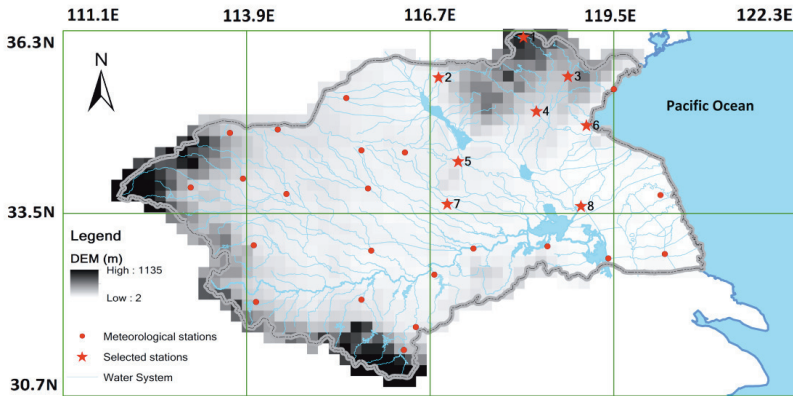 111.1E 113.9E 116.7E 119.5E 122.3E
36.3N
N
1
2
3
4
Pacific Ocean
6
5
7
8
33.5N
Legend
DEM (m)
High : 1135
Low : 2
Meteorological stations
Selected stations
Water System
30.7N